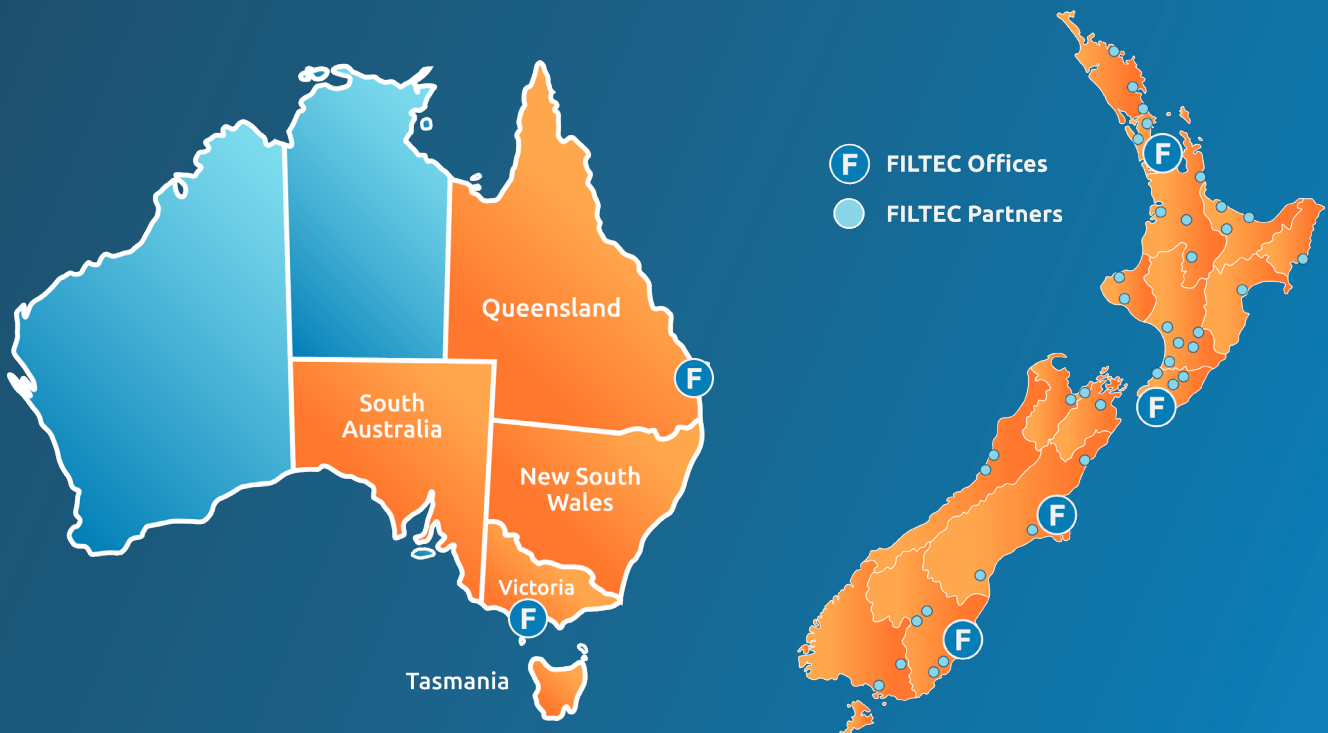 F FILTEC Offices
FILTEC Partners
F
Queensland
F
South
Australia
New South
Wales
Victoria
F
Tasmania
F
F
F